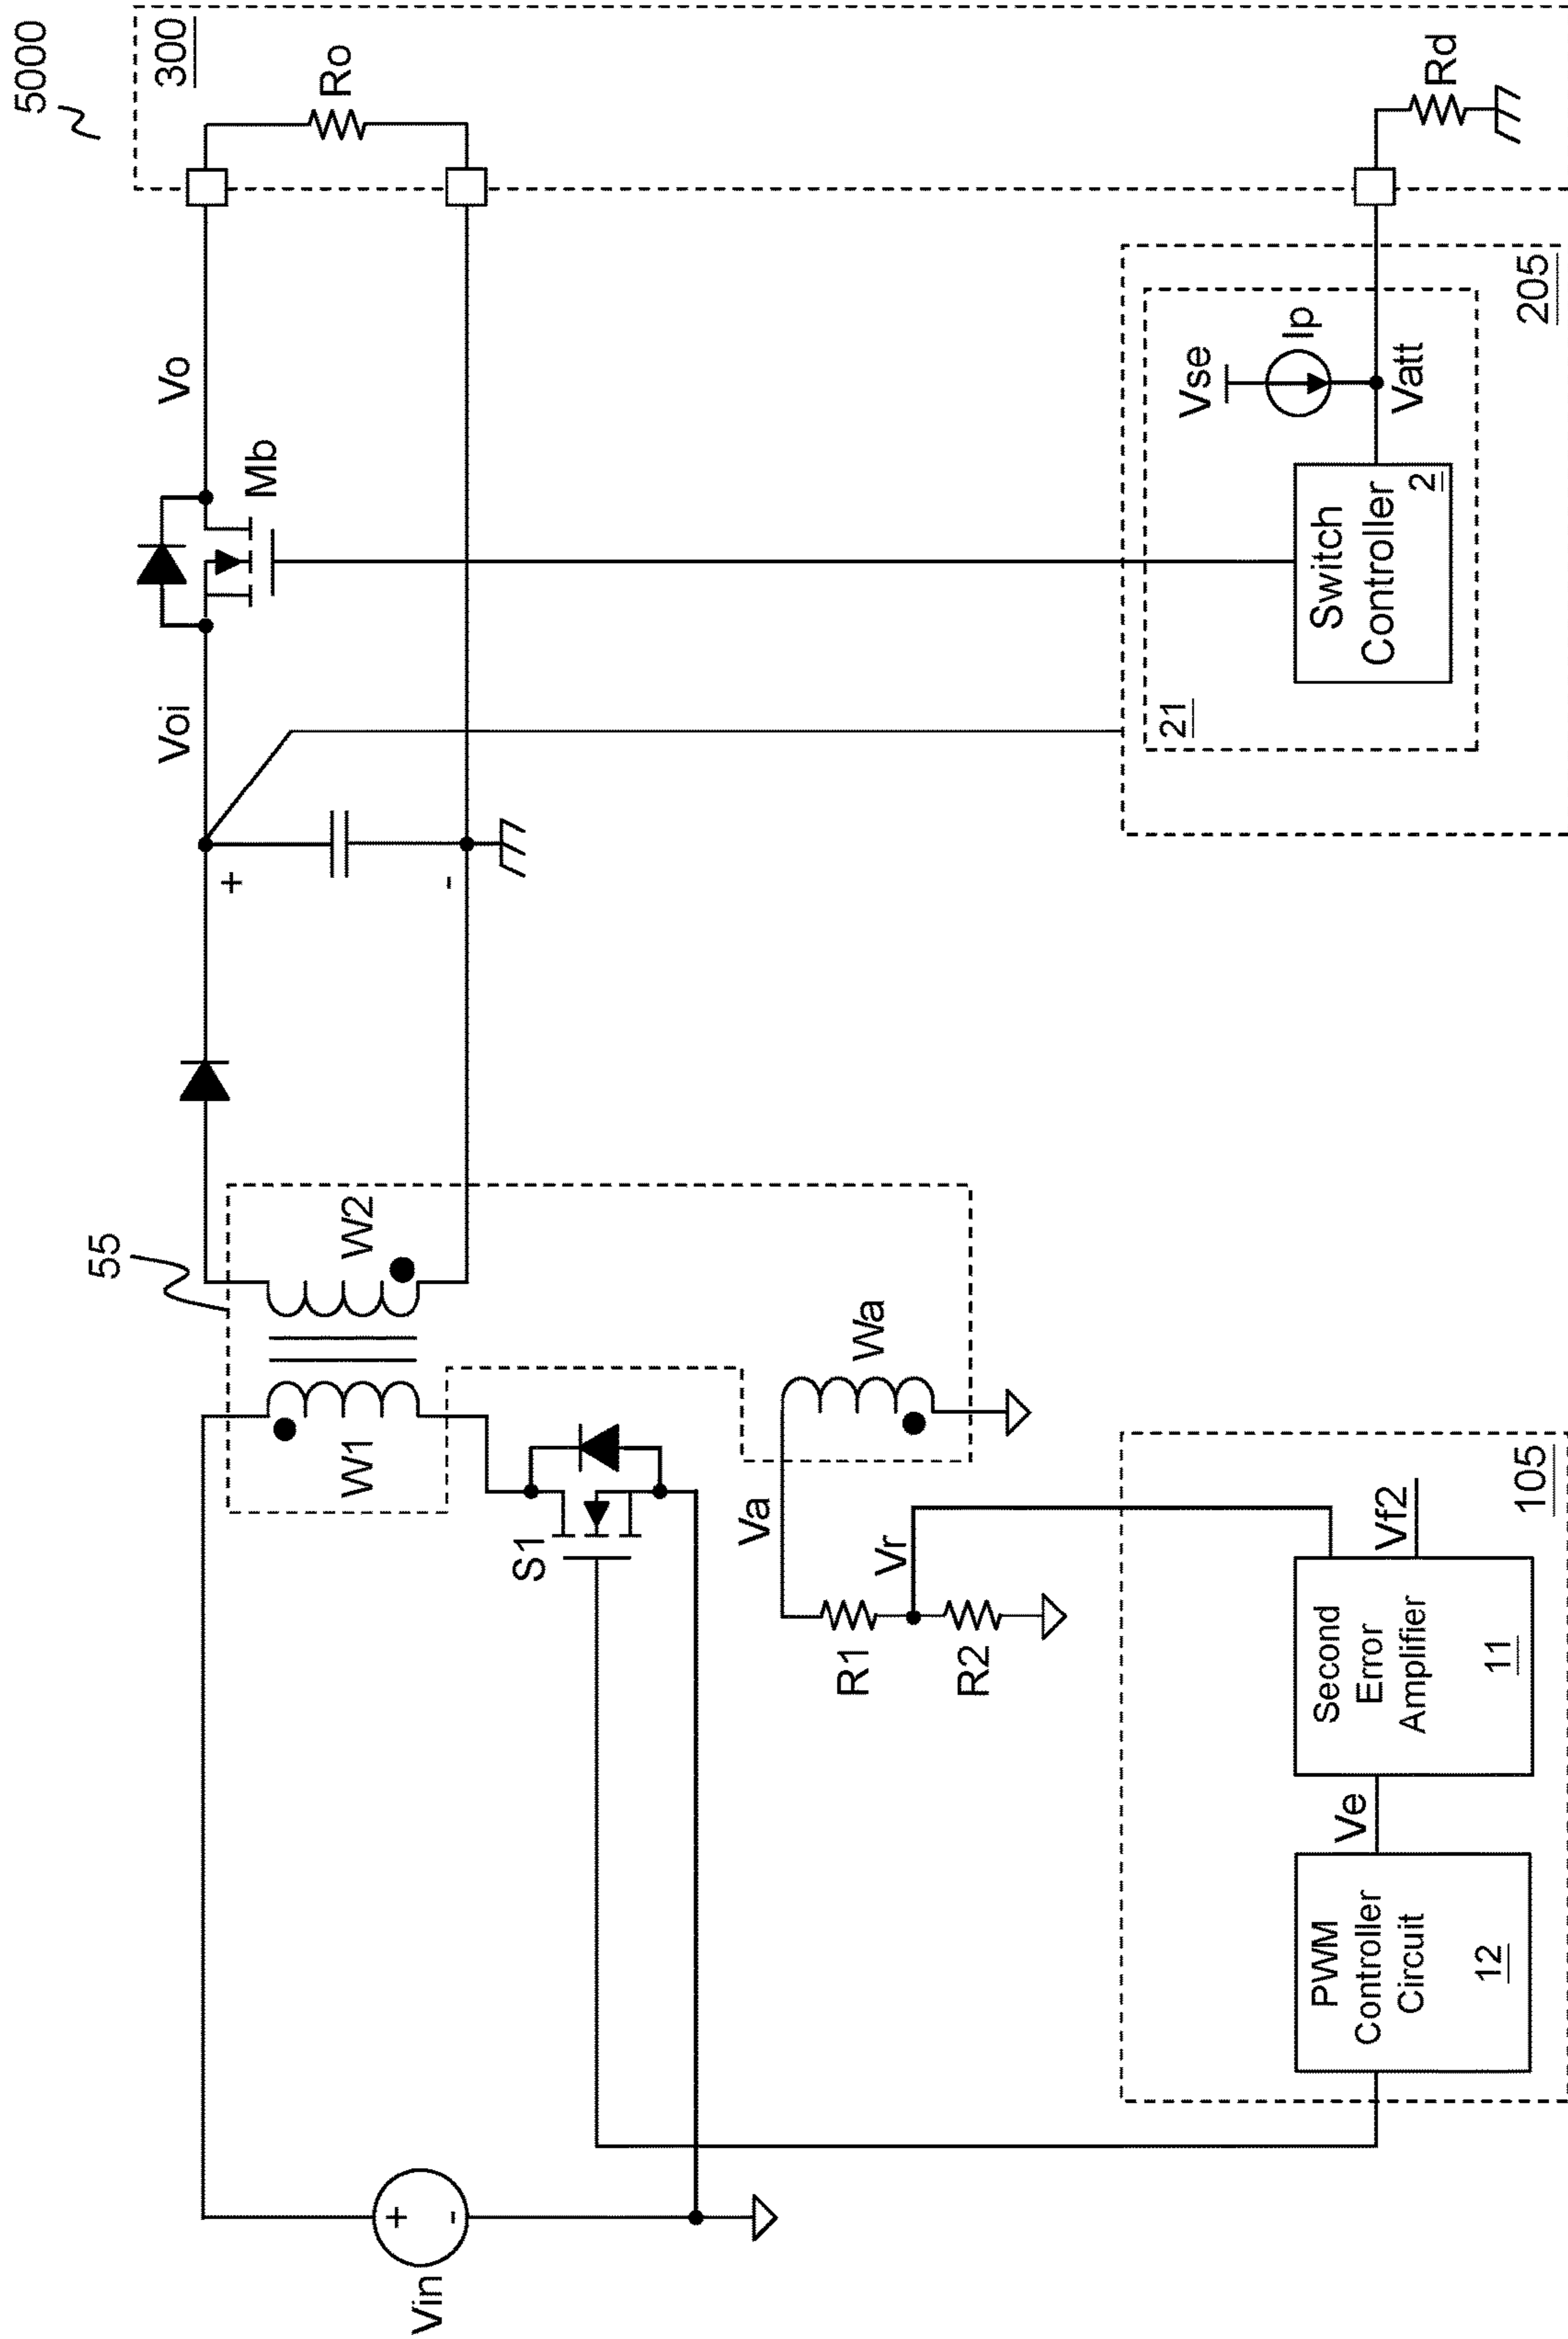 5000
300
Ro
Rd
55
W1
W2
Voi
Vo
Mb
+
-
Vin
+
-
S1
Va
Wa
Vr
R1
R2
105
PWM
Controller
Circuit
12
Ve
Second
Error
Amplifier
11
Vf2
205
21
Switch
Controller
2
Vse
Ip
Vatt